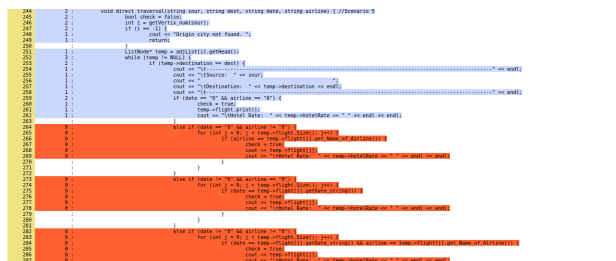 244 2 : void direct_traversal(string sour, string dest, string date, string airline) { //Scenario 5
245 2 : bool check = false;
246 2 : int i = getVertix_num(sour);
247 2 : if (i == -1) {
248 1 : cout << "Origin city not found. ";
249 1 : return;
250 : }
251 1 : ListNode* temp = adjList[i].getHead();
252 3 : while (temp != NULL) {
253 2 : if (temp->destination == dest) {
254 1 : cout << "\t << endl;
255 1 : cout << "\tSource: " << sour;
256 1 : cout << " ";
257 1 : cout << "\tDestination: " << temp->destination << endl;
258 1 : cout << "\t << endl;
259 1 : if (date == "0" && airline == "0") {
260 1 : check = true;
261 1 : temp->flight.print();
262 1 : cout << "\tHotel Rate: " << temp->hotelRate << " " << endl << endl;
263 : }
264 0 : else if (date == "0" && airline != "0") {
265 0 : for (int j = 0; j < temp->flight.Size(); j++) {
266 0 : if (airline == temp->flight[j].get_Name_of_Airline()) {
267 0 : check = true;
268 0 : cout << temp->flight[j];
269 0 : cout << "\tHotel Rate: " << temp->hotelRate << " " << endl << endl;
270 : }
271 : }
272 : }
273 0 : else if (date != "0" && airline == "0") {
274 0 : for (int j = 0; j < temp->flight.Size(); j++) {
275 0 : if (date == temp->flight[j].getDate_string()) {
276 0 : check = true;
277 0 : cout << temp->flight[j];
278 0 : cout << "\tHotel Rate: " << temp->hotelRate << " " << endl << endl;
279 : }
280 : }
281 : }
282 0 : else if (date != "0" && airline != "0") {
283 0 : for (int j = 0; j < temp->flight.Size(); j++) {
284 0 : if (date == temp->flight[j].getDate_string() && airline == temp->flight[j].get_Name_of_Airline()) {
285 0 : check = true;
286 0 : cout << temp->flight[j];
287 0 : cout << "\tHotel Rate: " << temp->hotelRate << " " << endl << endl;